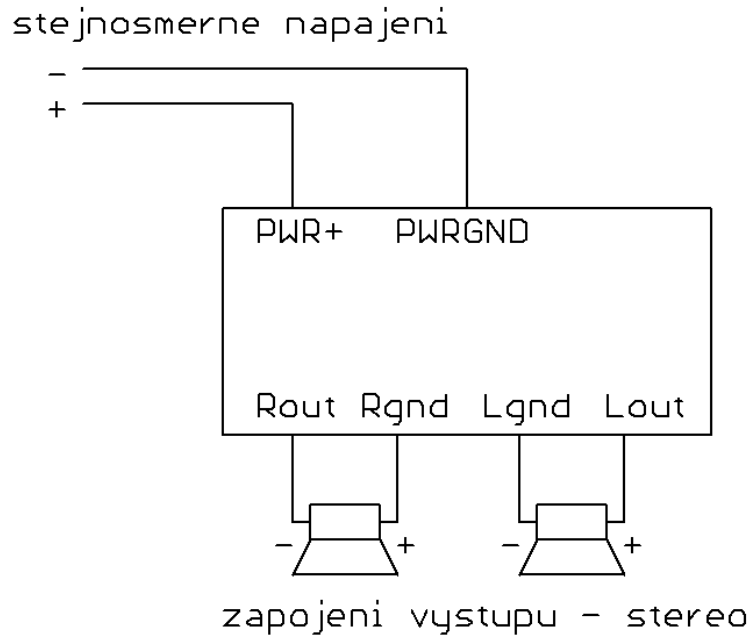 stejnosmerne napajeni
-
+
PWR+ PWRGND
Rout Rgnd Lgnd Lout
- + - +
zapojeni vystupu - stereo